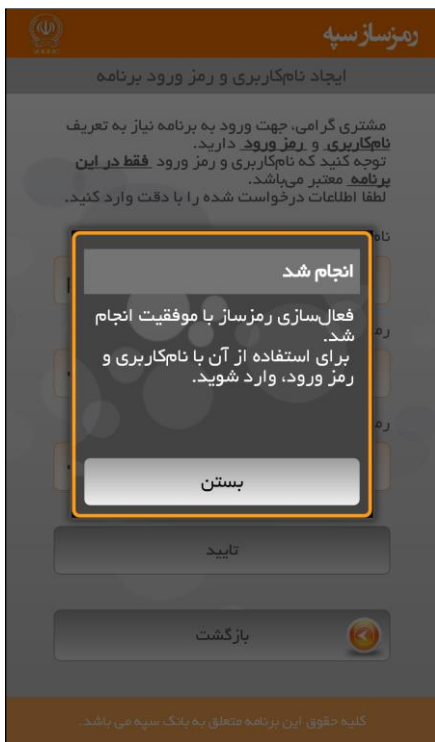 رمزساز سپه
ایجاد نام‌کاربری و رمز ورود برنامه
مشتری گرامی، جهت ورود به برنامه نیاز به تعریف
نام‌کاربری و رمز ورود دارید.
توجه کنید که نام‌کاربری و رمز ورود فقط در این
برنامه معتبر می‌باشد.
لطفا اطلاعات درخواست شده را با دقت وارد کنید.
انجام شد
فعال‌سازی رمزساز با موفقیت انجام
شد.
برای استفاده از آن با نام‌کاربری و
رمز ورود، وارد شوید.
بستن
تایید
بازگشت
کلیه حقوق این برنامه متعلق به بانک سپه می باشد.